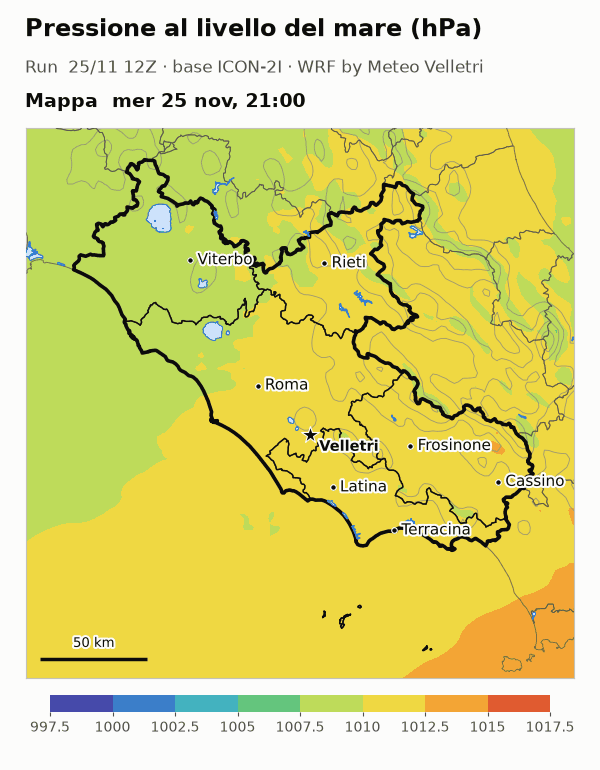 Pressione al livello del mare (hPa)
Run  25/11 12Z · base ICON-2I · WRF by Meteo Velletri
Mappa  mer 25 nov, 21:00
Viterbo
Rieti
Roma
Velletri
Frosinone
Cassino
Latina
Terracina
50 km
997.5 1000 1002.5 1005 1007.5 1010 1012.5 1015 1017.5